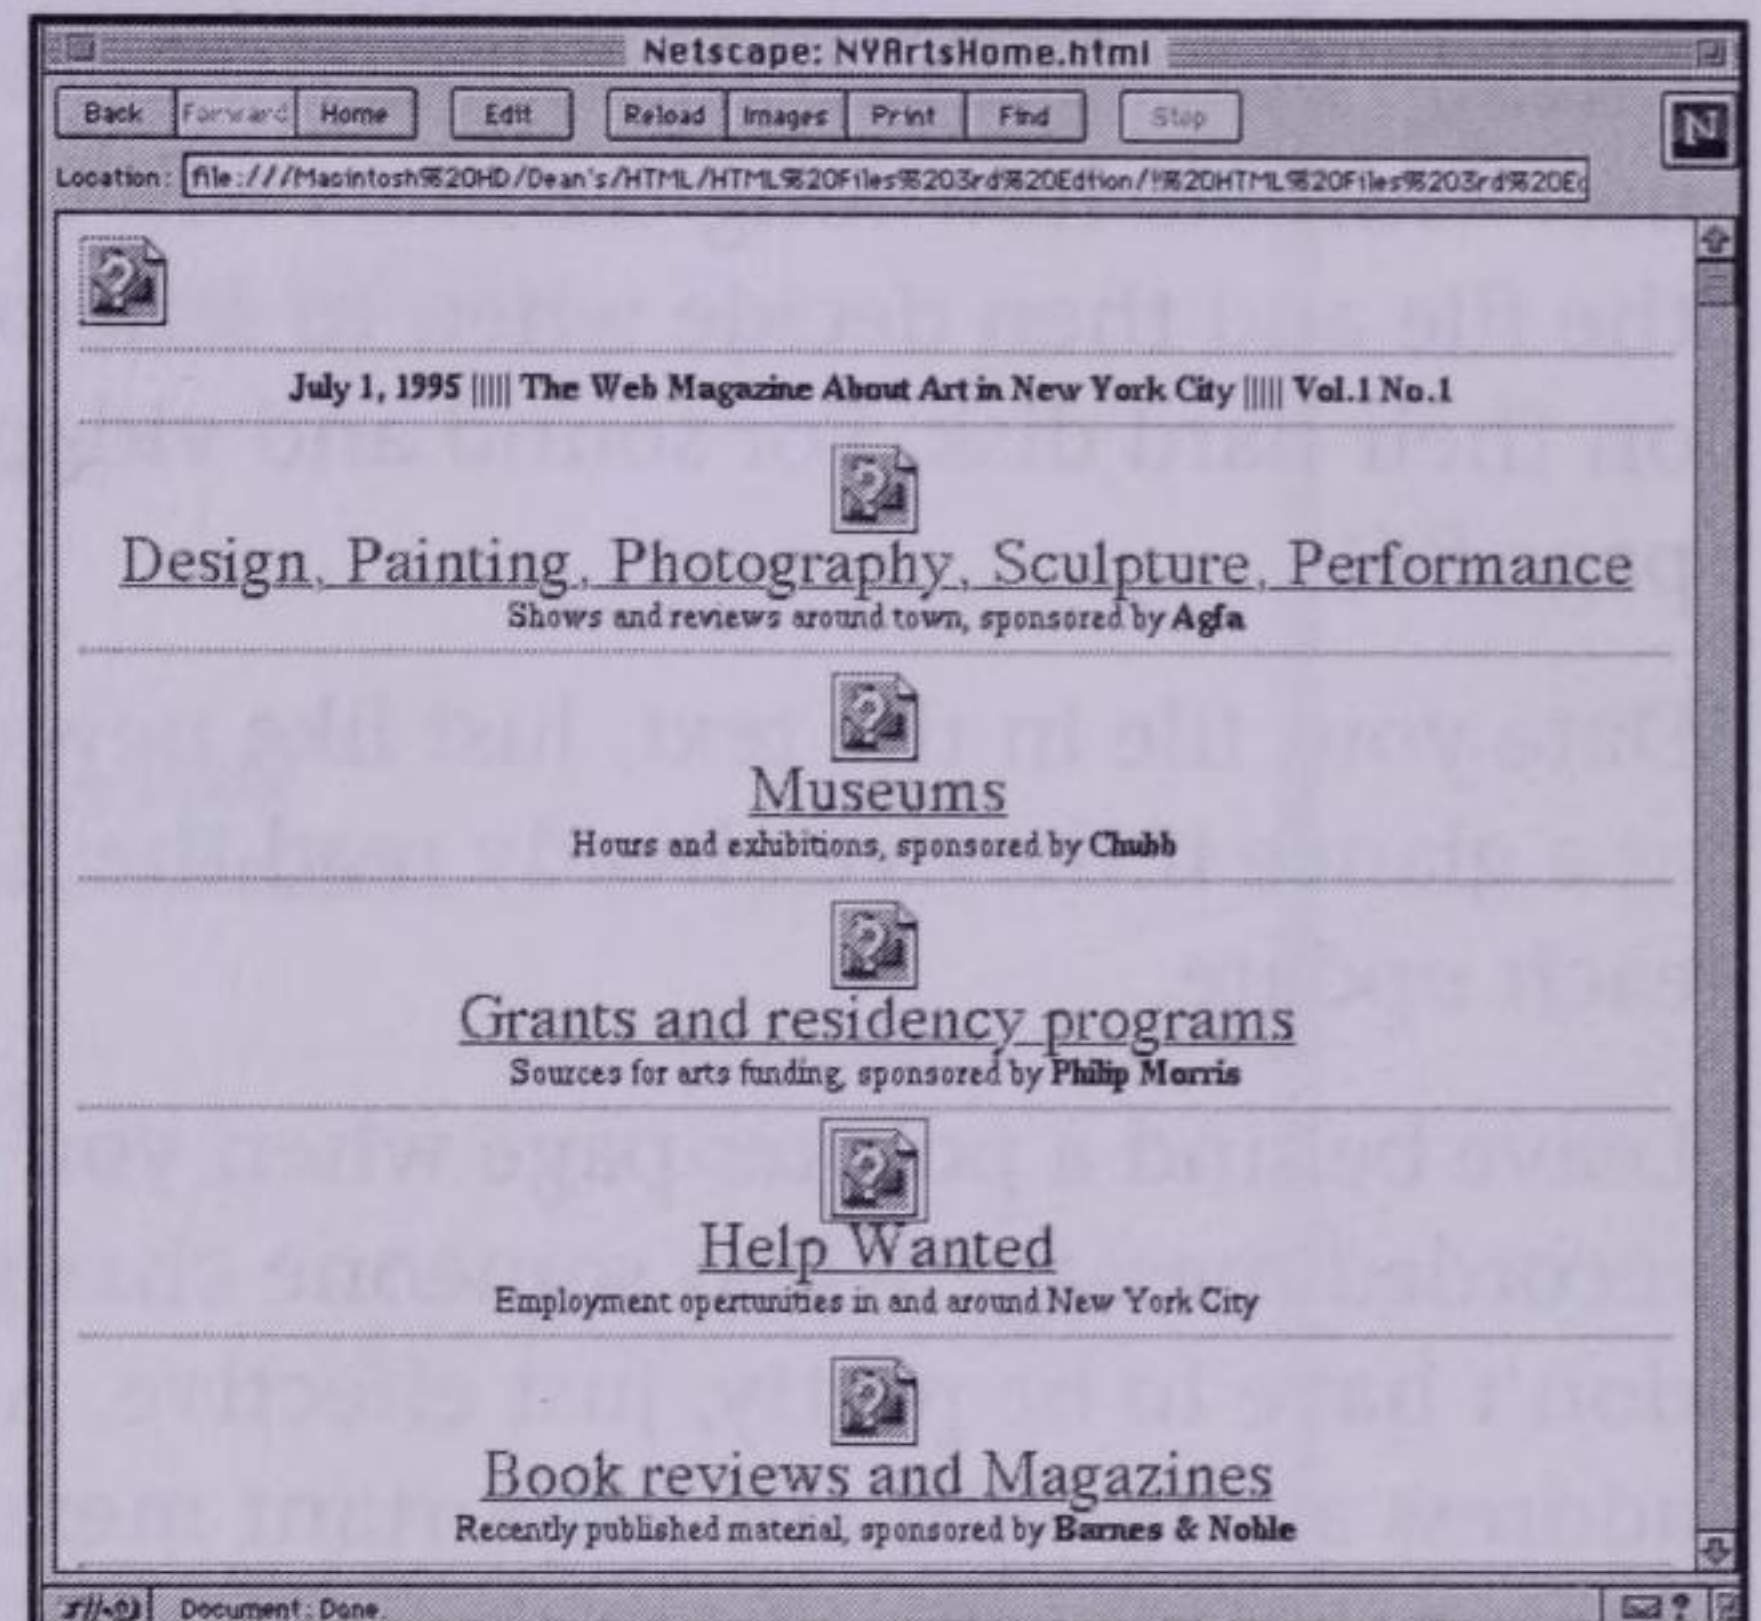 Netscape: NYArtsHome.html
Back Forward Home Edit Reload Images Print Find Stop
N
Location: file:///Macintosh%20HD/Dean's/HTML/HTML%20Files%203rd%20Edtion/!%20HTML%20Files%203rd%20Ed
July 1, 1995 ||||| The Web Magazine About Art in New York City ||||| Vol.1 No.1
Design, Painting, Photography, Sculpture, Performance
Shows and reviews around town, sponsored by Agfa
Museums
Hours and exhibitions, sponsored by Chubb
Grants and residency programs
Sources for arts funding, sponsored by Philip Morris
Help Wanted
Employment opertunities in and around New York City
Book reviews and Magazines
Recently published material, sponsored by Barnes & Noble
Document: Done.